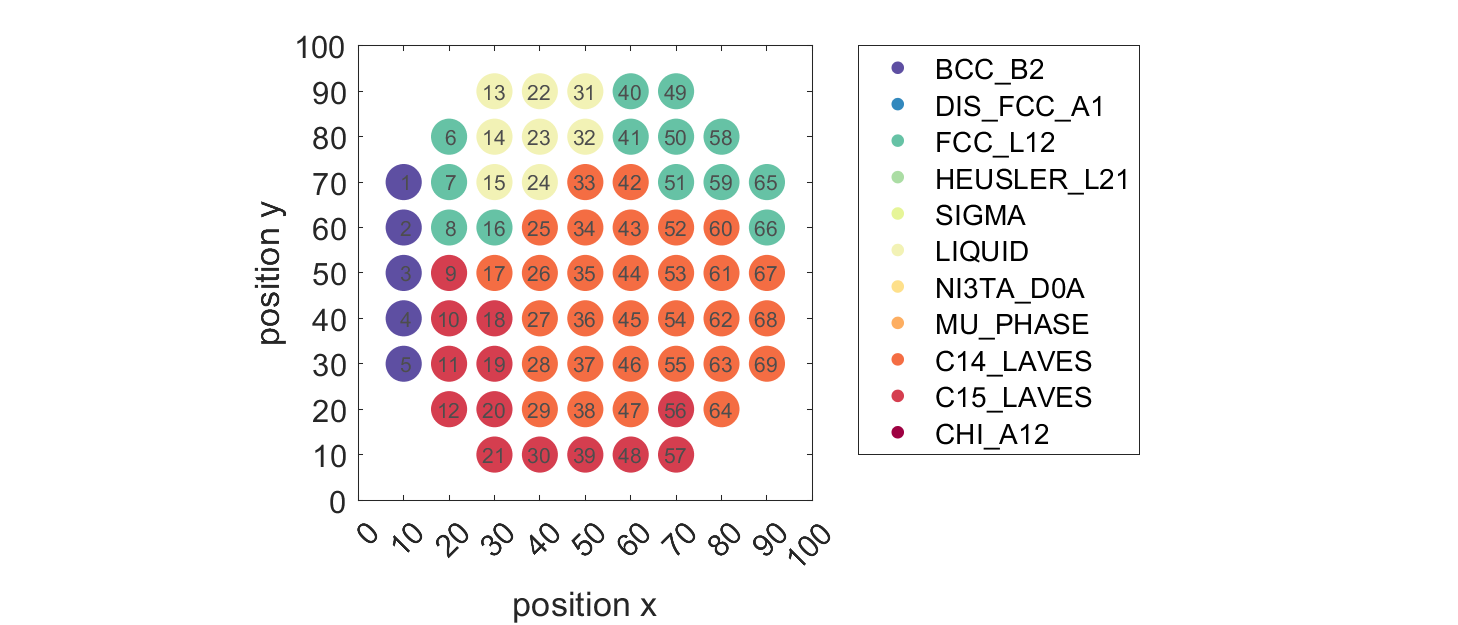 100
90
80
70
60
50
40
30
20
10
0
position y
13 22 31 40 49
6 14 23 32 41 50 58
1 7 15 24 33 42 51 59 65
2 8 16 25 34 43 52 60 66
3 9 17 26 35 44 53 61 67
4 10 18 27 36 45 54 62 68
5 11 19 28 37 46 55 63 69
12 20 29 38 47 56 64
21 30 39 48 57
0 10 20 30 40 50 60 70 80 90 100
position x
BCC_B2
DIS_FCC_A1
FCC_L12
HEUSLER_L21
SIGMA
LIQUID
NI3TA_D0A
MU_PHASE
C14_LAVES
C15_LAVES
CHI_A12